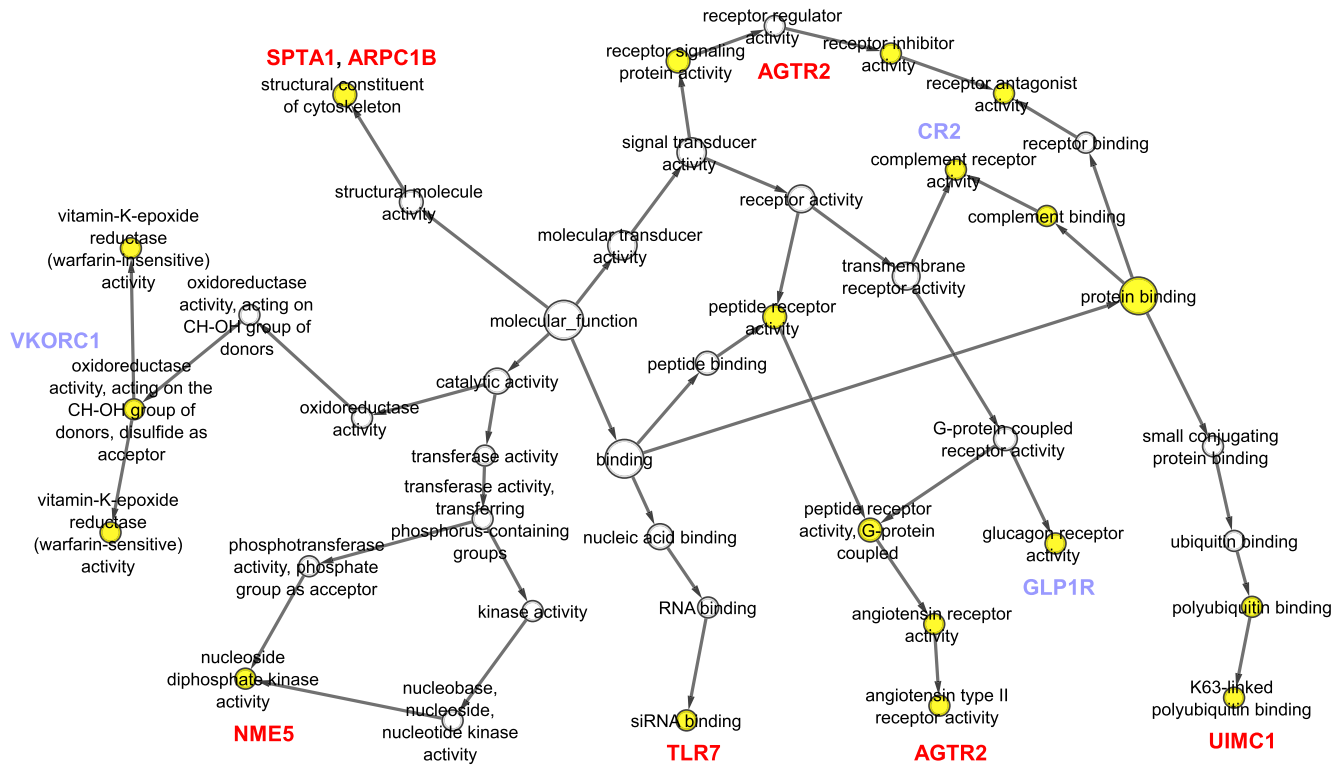 receptor regulator
activity
receptor signaling
protein activity
receptor inhibitor
activity
AGTR2
receptor antagonist
activity
SPTA1, ARPC1B
structural constituent
of cytoskeleton
CR2
signal transducer
activity
receptor binding
complement receptor
activity
structural molecule
activity
receptor activity
complement binding
vitamin-K-epoxide
reductase
(warfarin-insensitive)
activity
molecular transducer
activity
transmembrane
receptor activity
oxidoreductase
activity, acting on
CH-OH group of
donors
protein binding
peptide receptor
activity
molecular_function
VKORC1
peptide binding
oxidoreductase
activity, acting on the
CH-OH group of
donors, disulfide as
acceptor
catalytic activity
oxidoreductase
activity
G-protein coupled
receptor activity
small conjugating
protein binding
transferase activity
binding
transferase activity,
transferring
phosphorus-containing
groups
vitamin-K-epoxide
reductase
(warfarin-sensitive)
activity
peptide receptor
activity, G-protein
coupled
nucleic acid binding
glucagon receptor
activity
ubiquitin binding
phosphotransferase
activity, phosphate
group as acceptor
GLP1R
kinase activity
RNA binding
polyubiquitin binding
angiotensin receptor
activity
nucleoside
diphosphate kinase
activity
nucleobase,
nucleoside,
nucleotide kinase
activity
siRNA binding
angiotensin type II
receptor activity
K63-linked
polyubiquitin binding
NME5
TLR7
AGTR2
UIMC1